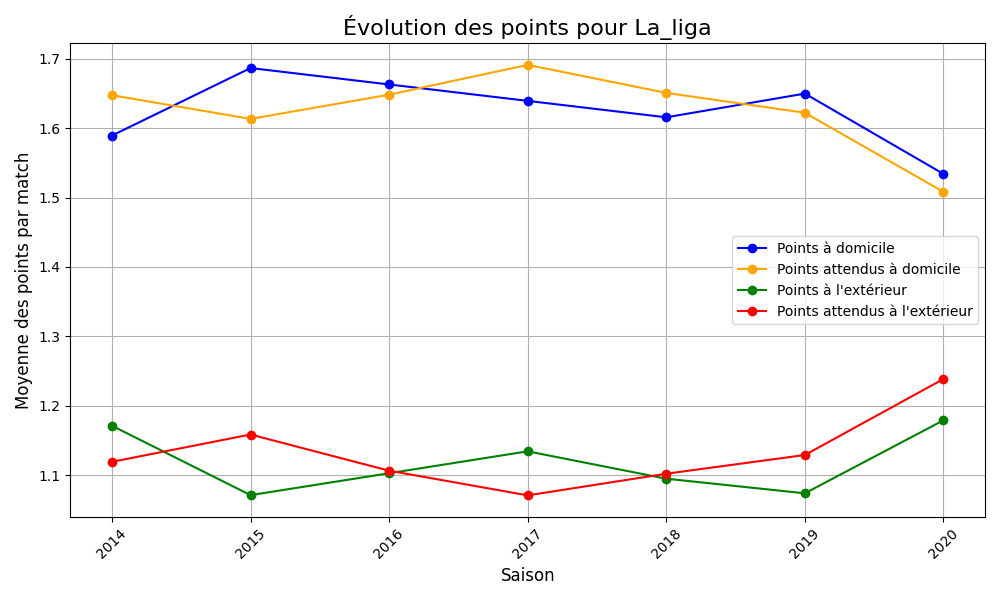 Évolution des points pour La_liga
Moyenne des points par match
1.7
1.6
1.5
1.4
1.3
1.2
1.1
Points à domicile
Points attendus à domicile
Points à l'extérieur
Points attendus à l'extérieur
2014
2015
2016
2017
2018
2019
2020
Saison